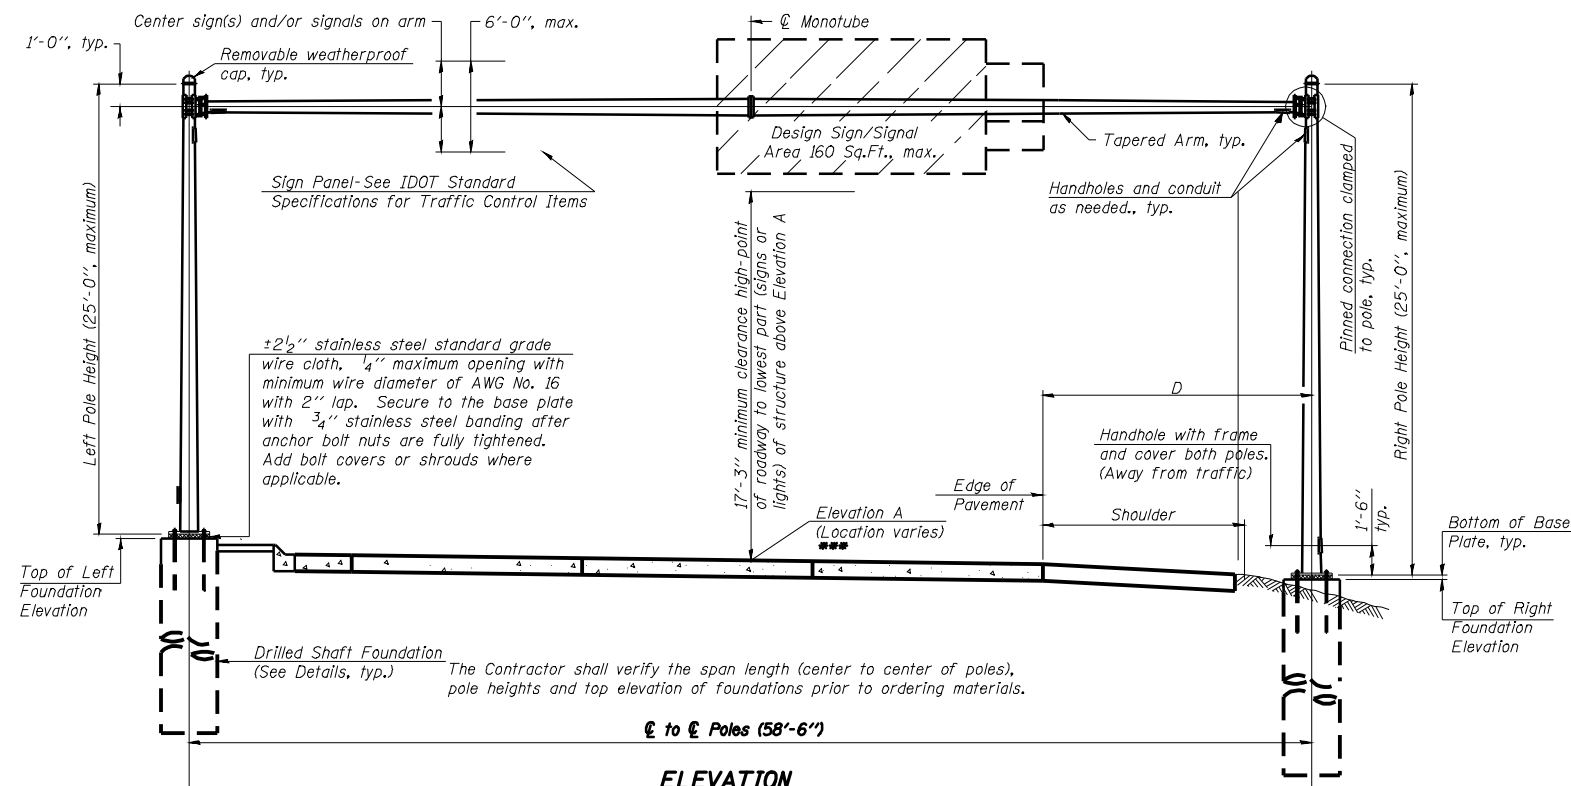 Center sign(s) and/or signals on arm
6'-0", max.
℄ Monotube
1'-0", typ.
Removable weatherproof
cap, typ.
Design Sign/Signal
Area 160 Sq.Ft., max.
Tapered Arm, typ.
Sign Panel-See IDOT Standard
Specifications for Traffic Control Items
Handholes and conduit
as needed., typ.
Pinned connection clamped
to pole, typ.
Left Pole Height (25'-0", maximum)
Right Pole Height (25'-0", maximum)
17'-3" minimum clearance high-point
of roadway to lowest part (signs or
lights) of structure above Elevation A
±2 1/2" stainless steel standard grade
wire cloth, 1/4" maximum opening with
minimum wire diameter of AWG No. 16
with 2" lap. Secure to the base plate
with 3/4" stainless steel banding after
anchor bolt nuts are fully tightened.
Add bolt covers or shrouds where
applicable.
D
Handhole with frame
and cover both poles.
(Away from traffic)
Edge of
Pavement
Shoulder
1'-6"
typ.
Elevation A
(Location varies)
***
Bottom of Base
Plate, typ.
Top of Left
Foundation
Elevation
Top of Right
Foundation
Elevation
Drilled Shaft Foundation
(See Details, typ.)
The Contractor shall verify the span length (center to center of poles),
pole heights and top elevation of foundations prior to ordering materials.
℄ to ℄ Poles (58'-6")
ELEVATION